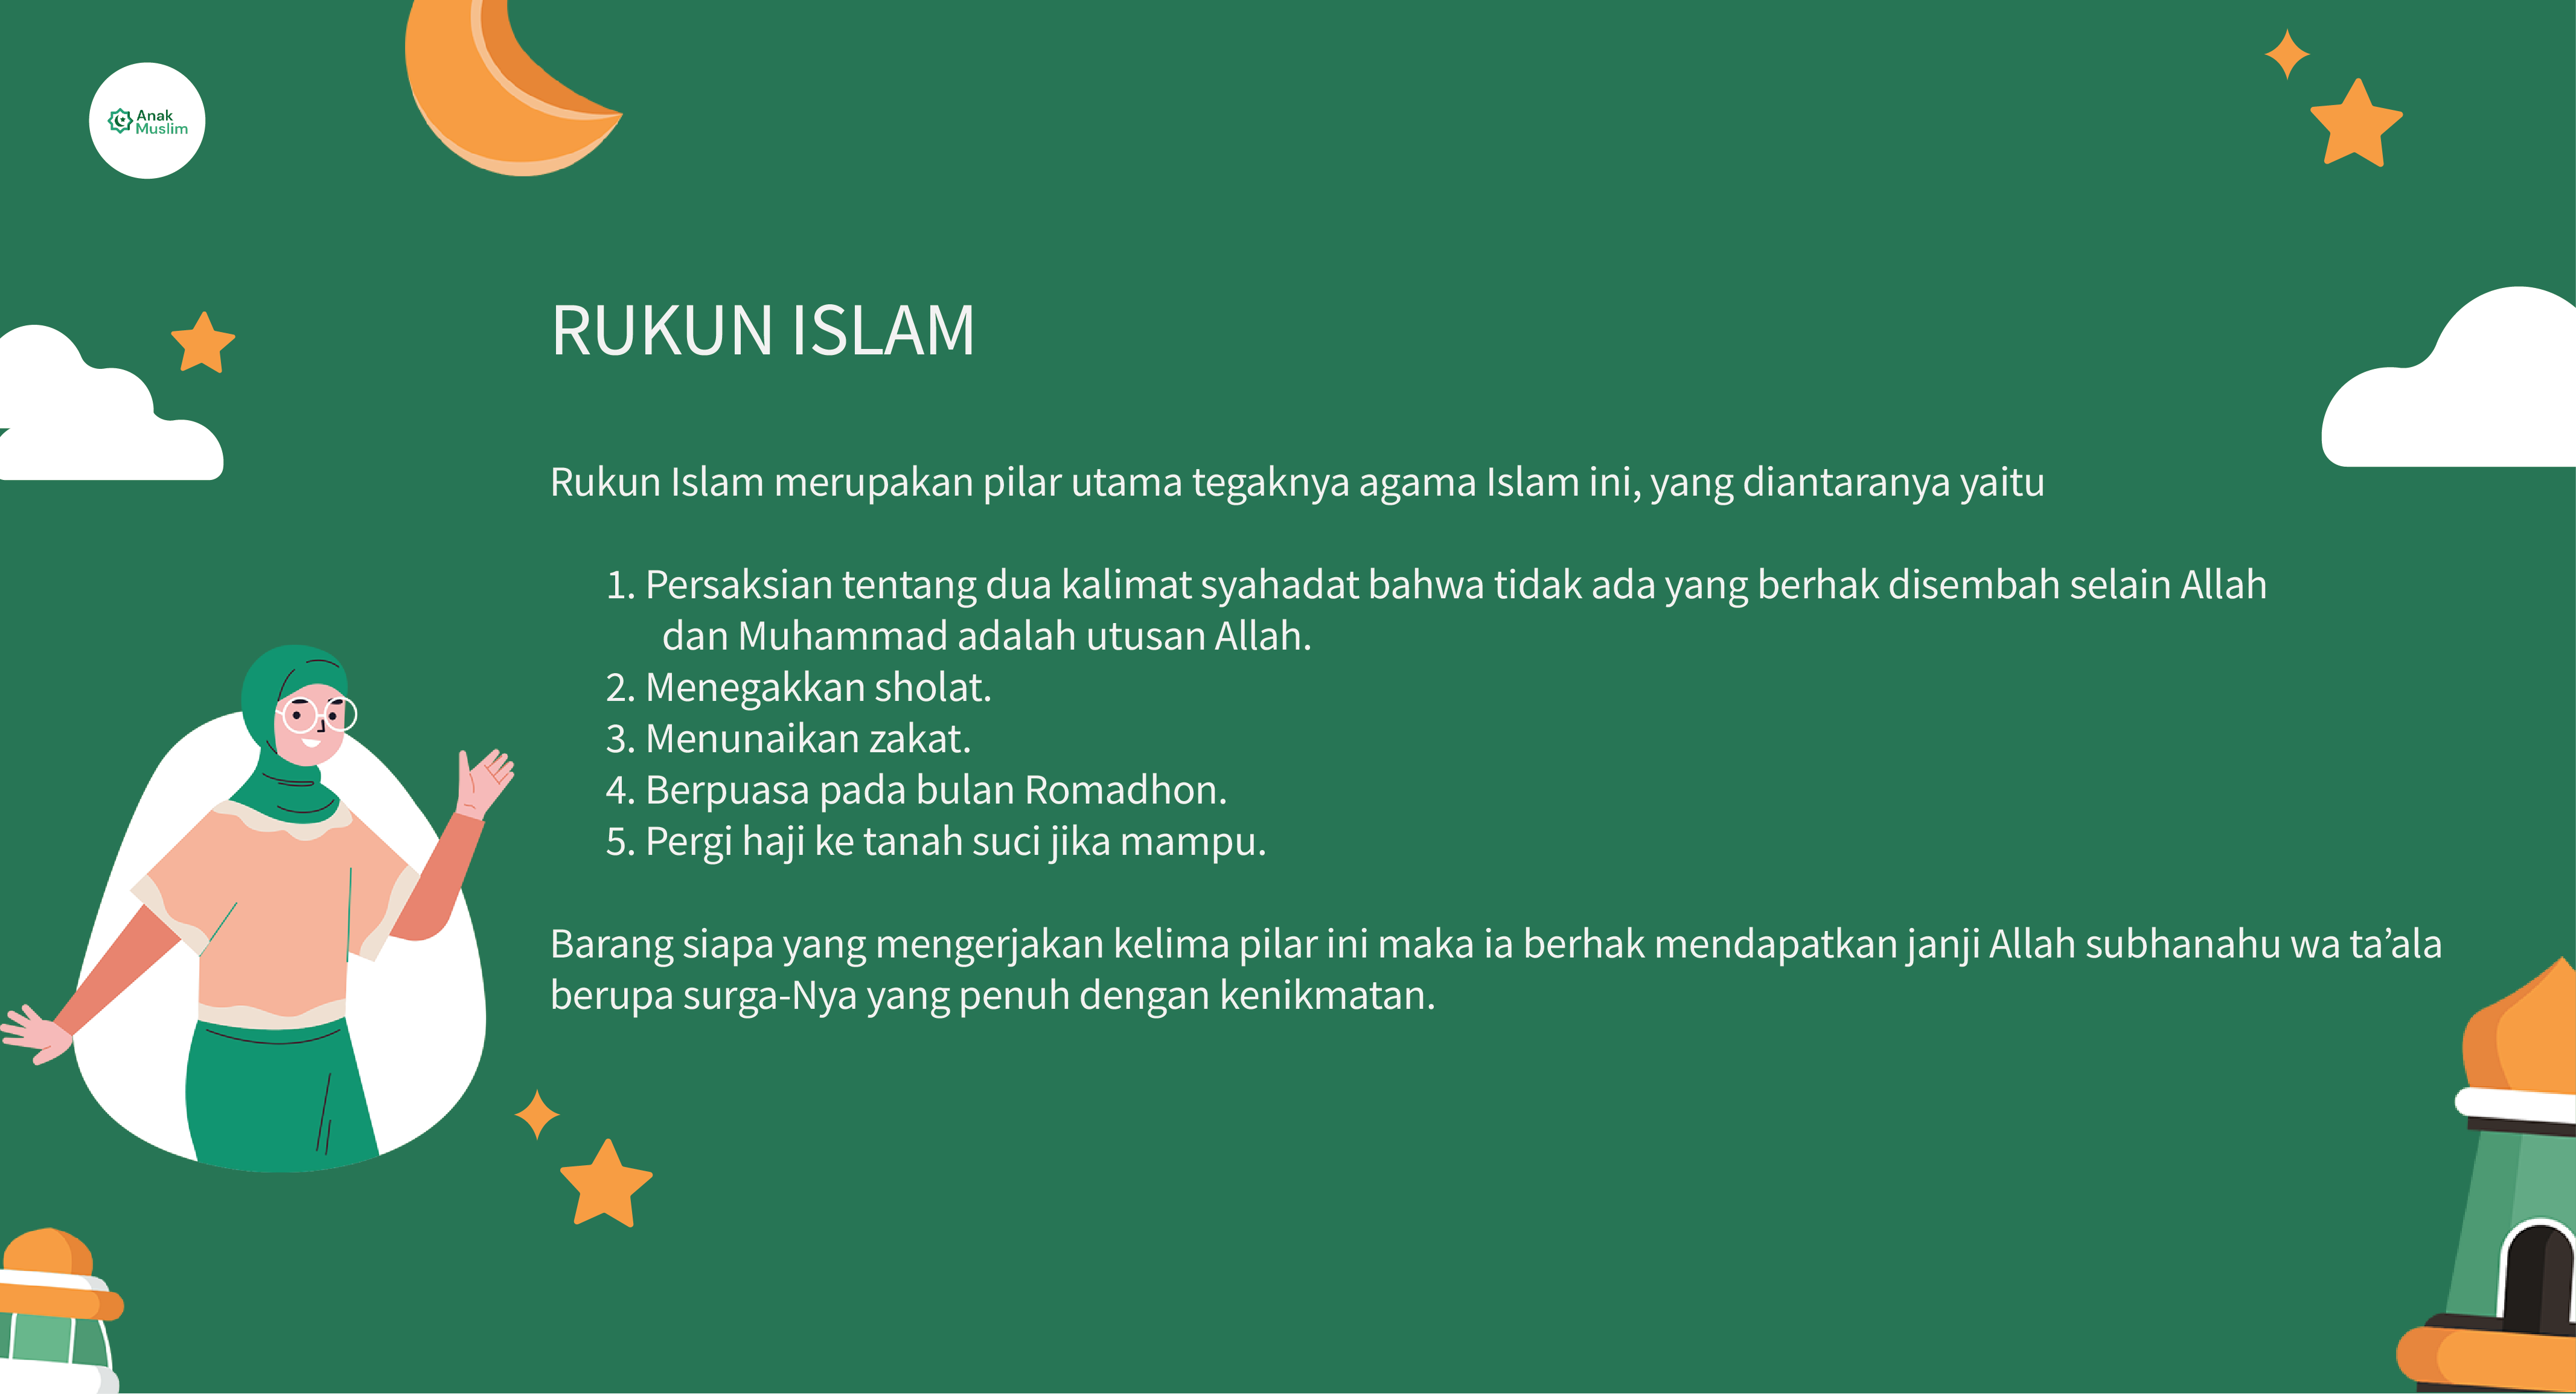 Anak
Muslim
RUKUN ISLAM
Rukun Islam merupakan pilar utama tegaknya agama Islam ini, yang diantaranya yaitu
1. Persaksian tentang dua kalimat syahadat bahwa tidak ada yang berhak disembah selain Allah
dan Muhammad adalah utusan Allah.
2. Menegakkan sholat.
3. Menunaikan zakat.
4. Berpuasa pada bulan Romadhon.
5. Pergi haji ke tanah suci jika mampu.
Barang siapa yang mengerjakan kelima pilar ini maka ia berhak mendapatkan janji Allah subhanahu wa ta’ala
berupa surga-Nya yang penuh dengan kenikmatan.